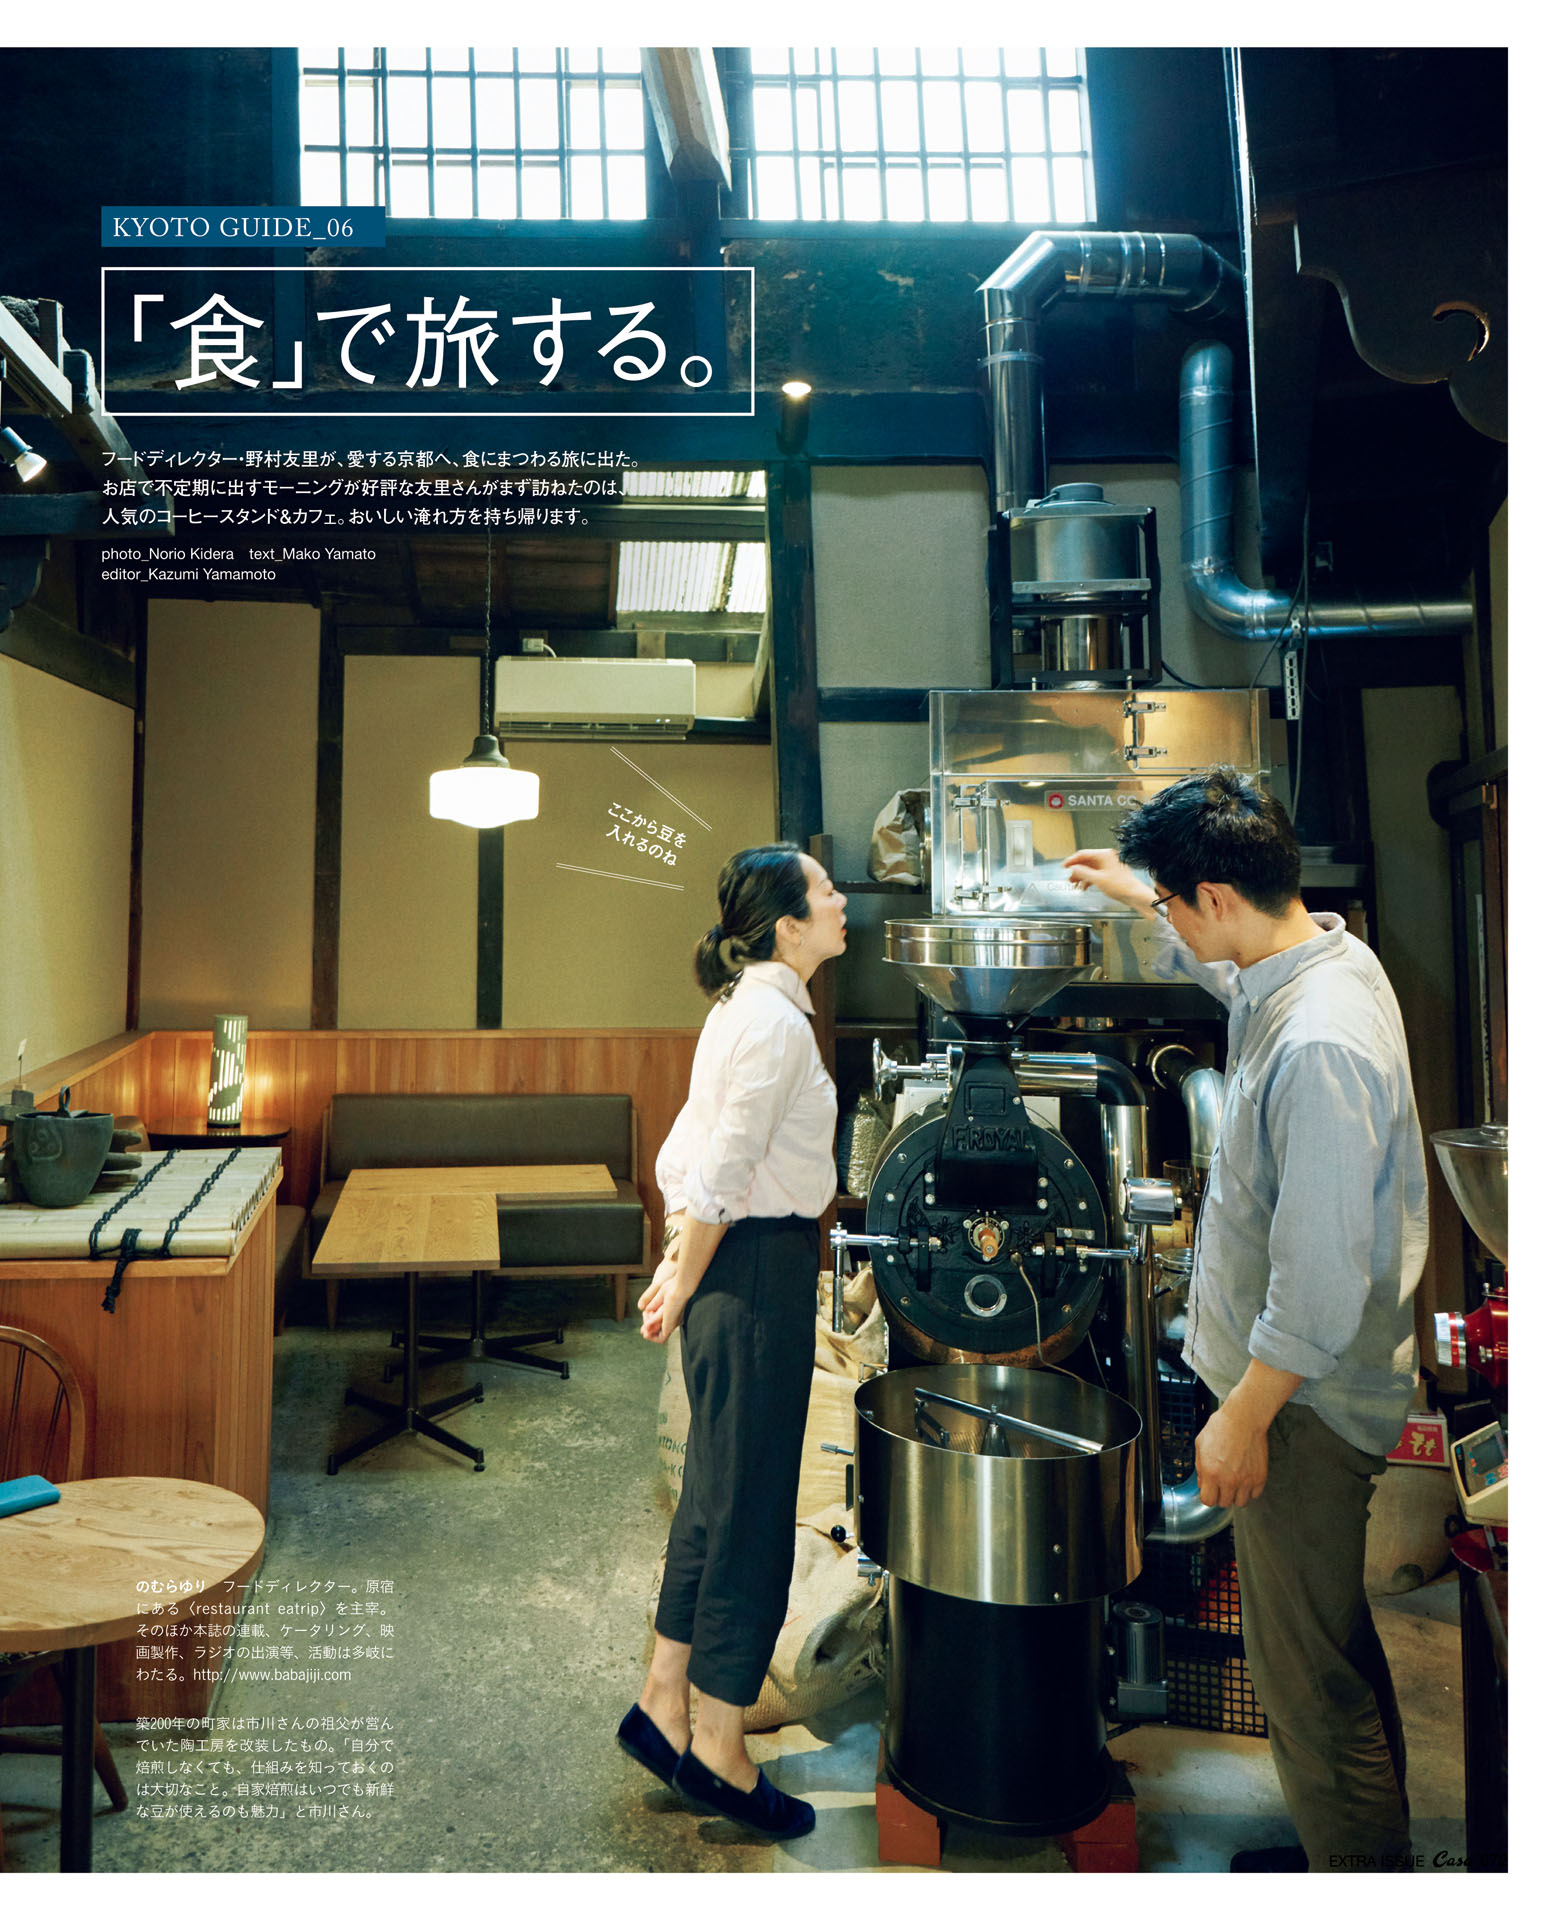 KYOTO GUIDE_06
「食」で旅する。
フードディレクター・野村友里が、愛する京都へ、食にまつわる旅に出た。
お店で不定期に出すモーニングが好評な友里さんがまず訪ねたのは、
人気のコーヒースタンド&カフェ。おいしい淹れ方を持ち帰ります。
photo_Norio Kidera　text_Mako Yamato
editor_Kazumi Yamamoto
ここから豆を
入れるのね
SANTA CO
Caut
F.ROYAL
のむらゆり　フードディレクター。原宿
にある〈restaurant eatrip〉を主宰。
そのほか本誌の連載、ケータリング、映
画製作、ラジオの出演等、活動は多岐に
わたる。http://www.babajiji.com
築200年の町家は市川さんの祖父が営ん
でいた陶工房を改装したもの。「自分で
焙煎しなくても、仕組みを知っておくの
は大切なこと。自家焙煎はいつでも新鮮
な豆が使えるのも魅力」と市川さん。
EXTRA ISSUE Casa